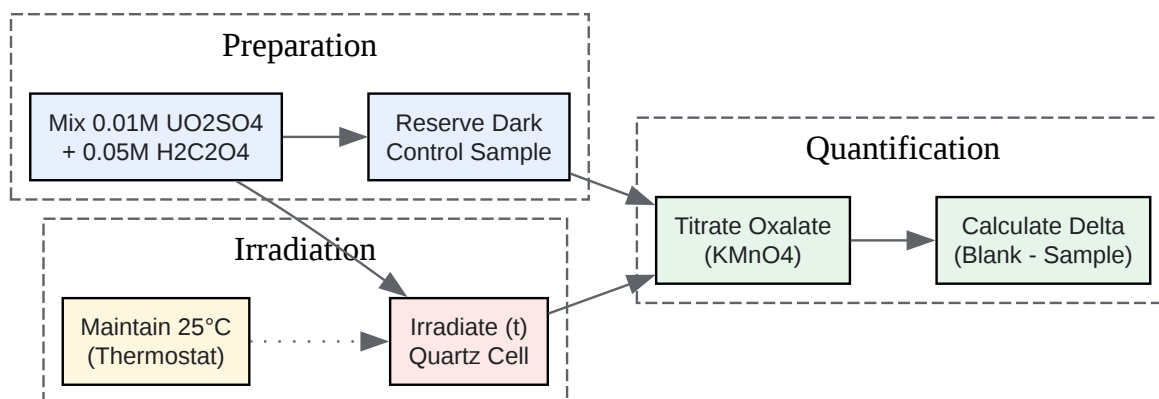 Preparation
Mix 0.01M UO2SO4
+ 0.05M H2C2O4
Reserve Dark
Control Sample
Irradiation
Maintain 25°C
(Thermostat)
Irradiate (t)
Quartz Cell
Quantification
Titrate Oxalate
(KMnO4)
Calculate Delta
(Blank - Sample)